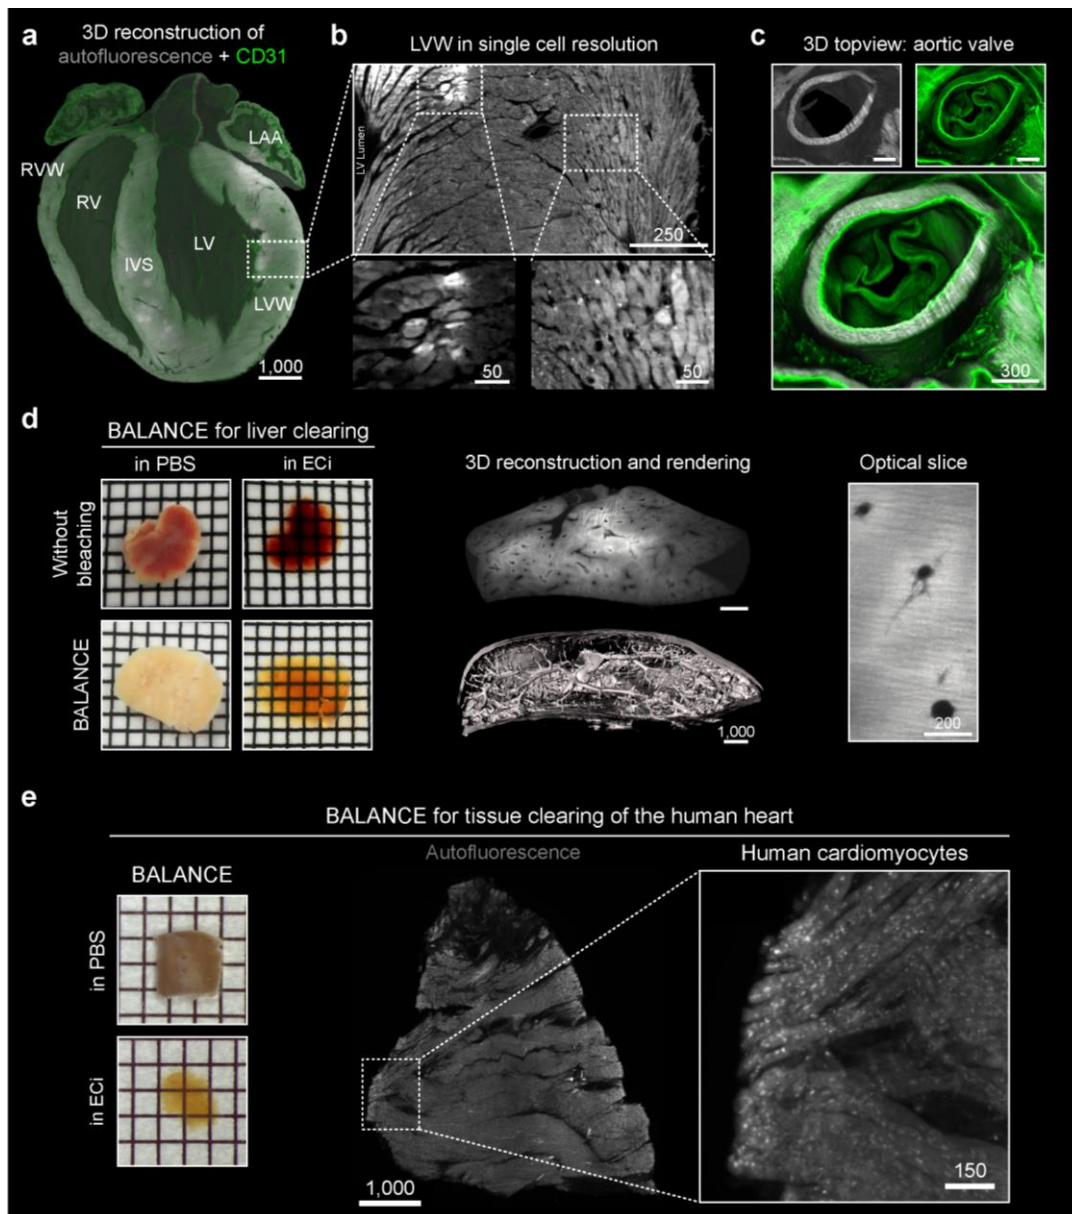 a
3D reconstruction of
autofluorescence + CD31
LAA
RVW
RV
LV
IVS
LVW
1,000
b
LVW in single cell resolution
LV Lumen
250
50
50
c
3D topview: aortic valve
300
d
BALANCE for liver clearing
in PBS
in ECi
Without
bleaching
BALANCE
3D reconstruction and rendering
1,000
Optical slice
200
e
BALANCE for tissue clearing of the human heart
BALANCE
in PBS
in ECi
Autofluorescence
1,000
Human cardiomyocytes
150